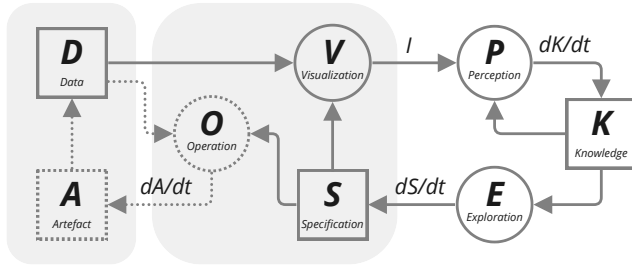 D
Data
V
Visualization
I
P
Perception
dK/dt
K
Knowledge
O
Operation
A
Artefact
dA/dt
S
Specification
dS/dt
E
Exploration